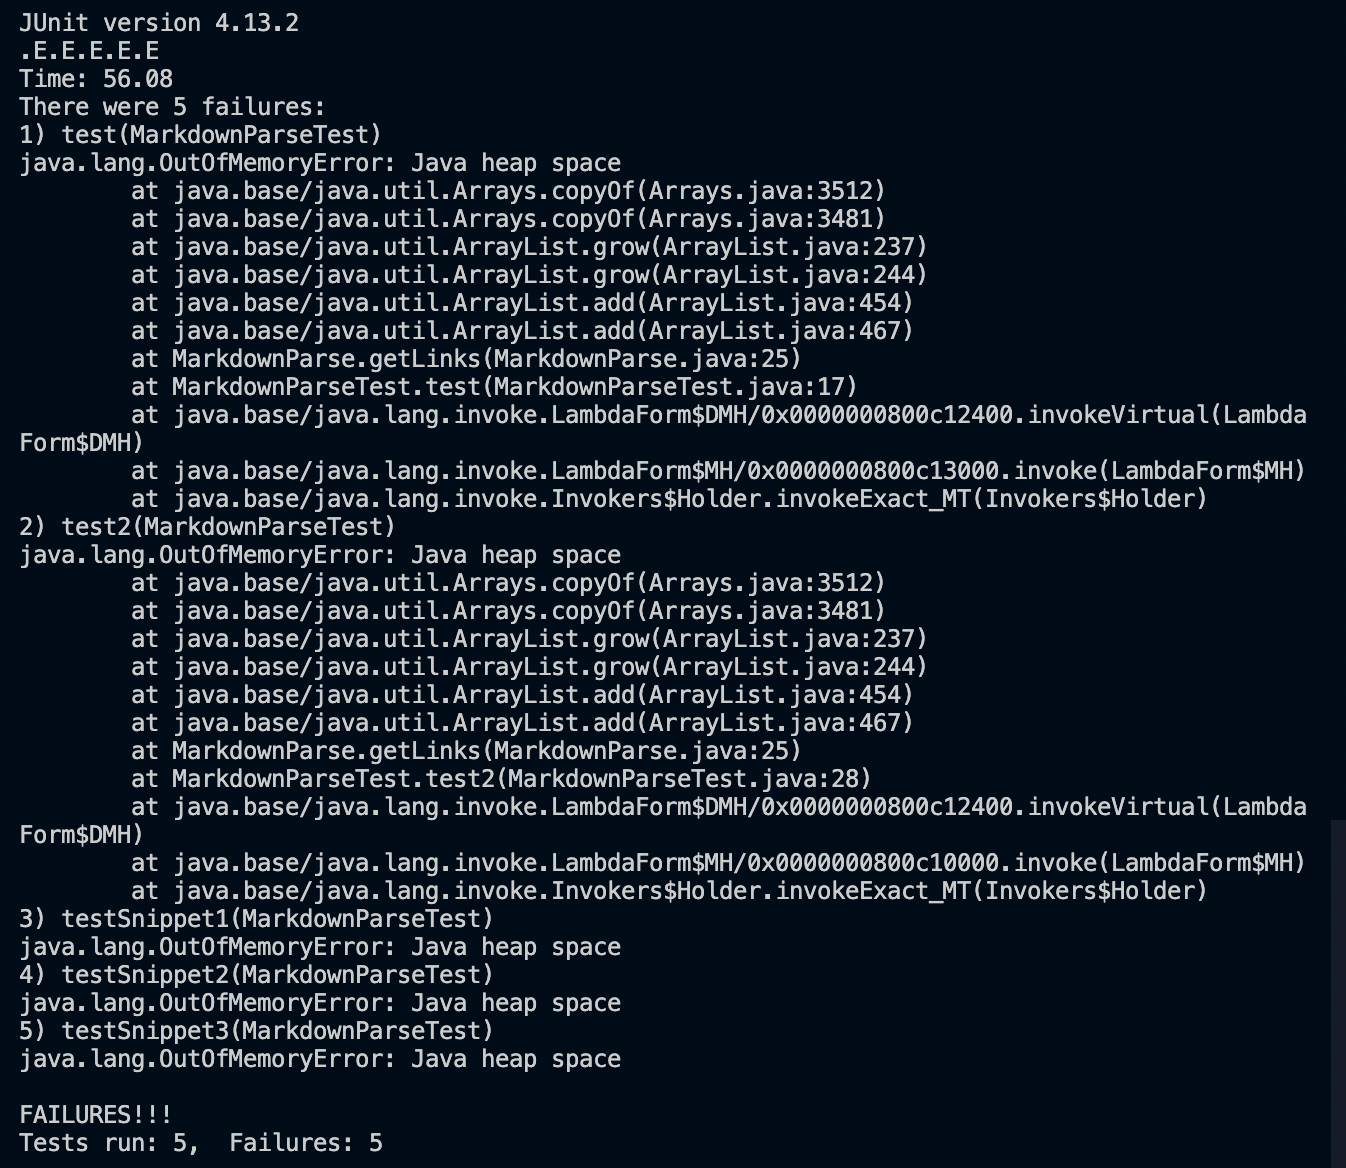 JUnit version 4.13.2
.E.E.E.E.E
Time: 56.08
There were 5 failures:
1) test(MarkdownParseTest)
java.lang.OutOfMemoryError: Java heap space
        at java.base/java.util.Arrays.copyOf(Arrays.java:3512)
        at java.base/java.util.Arrays.copyOf(Arrays.java:3481)
        at java.base/java.util.ArrayList.grow(ArrayList.java:237)
        at java.base/java.util.ArrayList.grow(ArrayList.java:244)
        at java.base/java.util.ArrayList.add(ArrayList.java:454)
        at java.base/java.util.ArrayList.add(ArrayList.java:467)
        at MarkdownParse.getLinks(MarkdownParse.java:25)
        at MarkdownParseTest.test(MarkdownParseTest.java:17)
        at java.base/java.lang.invoke.LambdaForm$DMH/0x0000000800c12400.invokeVirtual(Lambda
Form$DMH)
        at java.base/java.lang.invoke.LambdaForm$MH/0x0000000800c13000.invoke(LambdaForm$MH)
        at java.base/java.lang.invoke.Invokers$Holder.invokeExact_MT(Invokers$Holder)
2) test2(MarkdownParseTest)
java.lang.OutOfMemoryError: Java heap space
        at java.base/java.util.Arrays.copyOf(Arrays.java:3512)
        at java.base/java.util.Arrays.copyOf(Arrays.java:3481)
        at java.base/java.util.ArrayList.grow(ArrayList.java:237)
        at java.base/java.util.ArrayList.grow(ArrayList.java:244)
        at java.base/java.util.ArrayList.add(ArrayList.java:454)
        at java.base/java.util.ArrayList.add(ArrayList.java:467)
        at MarkdownParse.getLinks(MarkdownParse.java:25)
        at MarkdownParseTest.test2(MarkdownParseTest.java:28)
        at java.base/java.lang.invoke.LambdaForm$DMH/0x0000000800c12400.invokeVirtual(Lambda
Form$DMH)
        at java.base/java.lang.invoke.LambdaForm$MH/0x0000000800c10000.invoke(LambdaForm$MH)
        at java.base/java.lang.invoke.Invokers$Holder.invokeExact_MT(Invokers$Holder)
3) testSnippet1(MarkdownParseTest)
java.lang.OutOfMemoryError: Java heap space
4) testSnippet2(MarkdownParseTest)
java.lang.OutOfMemoryError: Java heap space
5) testSnippet3(MarkdownParseTest)
java.lang.OutOfMemoryError: Java heap space

FAILURES!!!
Tests run: 5,  Failures: 5